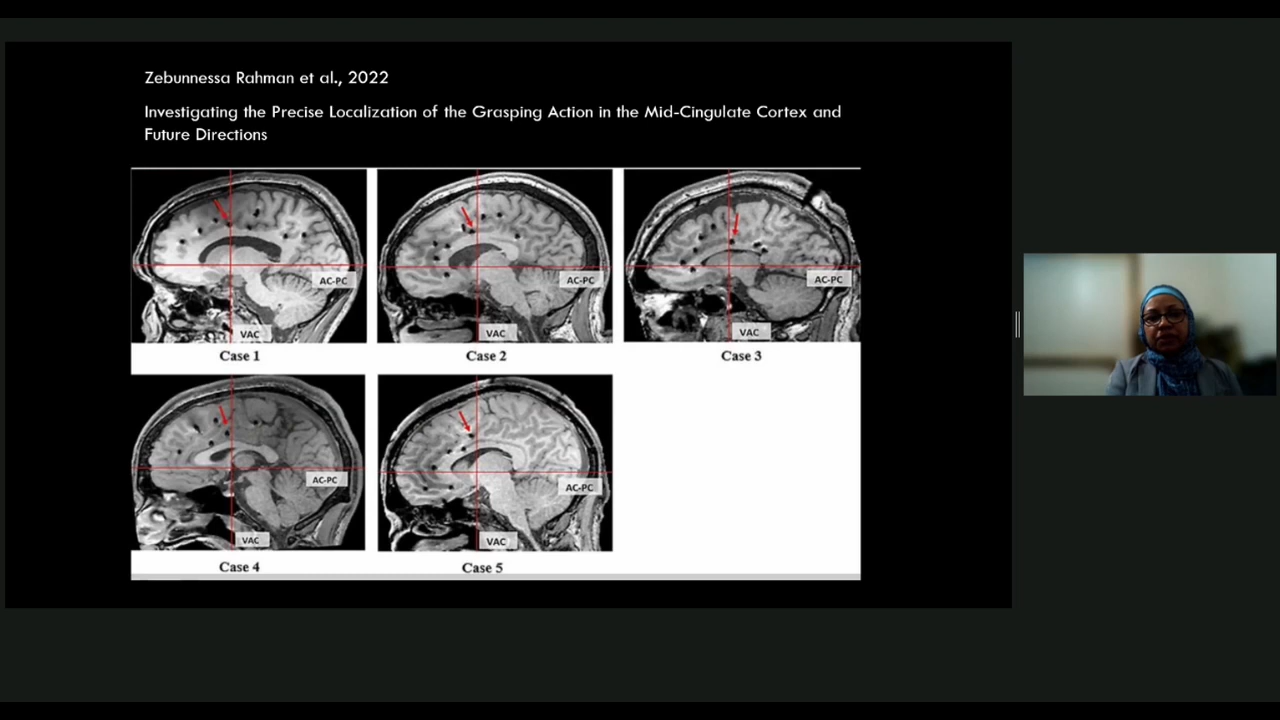 Zebunnessa Rahman et al., 2022
Investigating the Precise Localization of the Grasping Action in the Mid-Cingulate Cortex and
Future Directions
AC-PC
VAC
Case 1
AC-PC
VAC
Case 2
AC-PC
VAC
Case 3
AC-PC
VAC
Case 4
AC-PC
VAC
Case 5